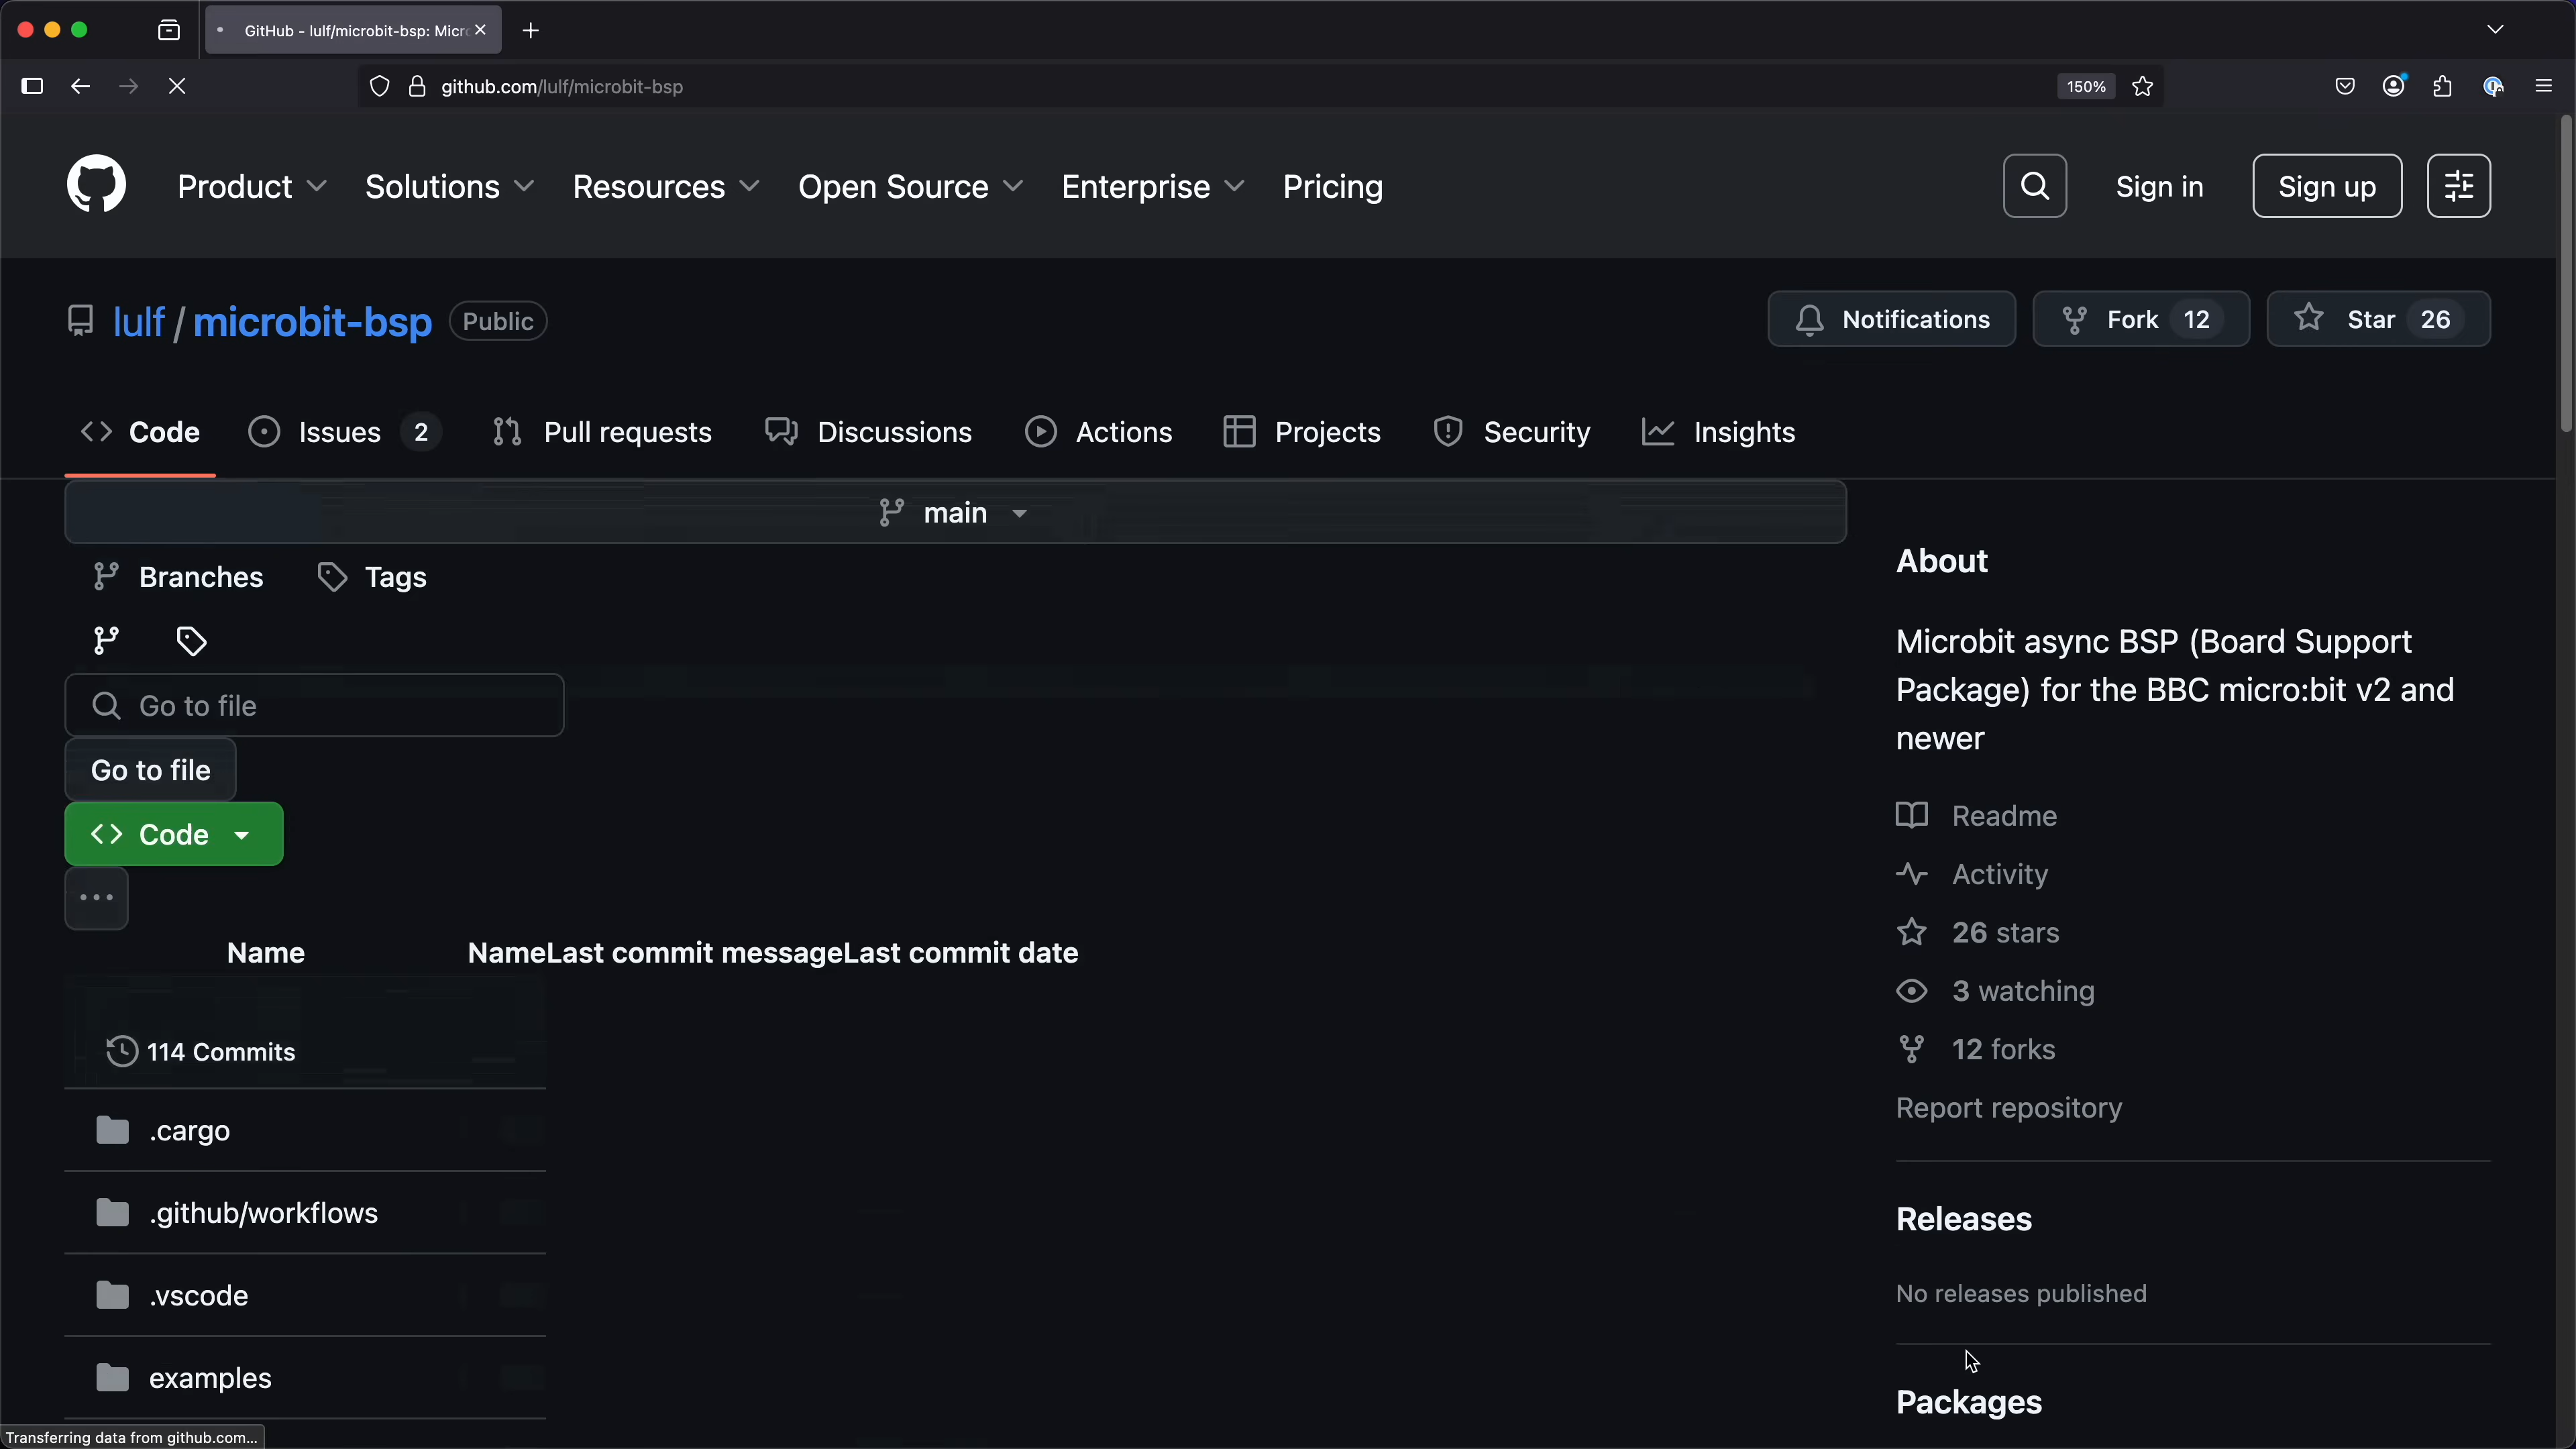 GitHub - lulf/microbit-bsp: Micr
github.com/lulf/microbit-bsp
150%
Product
Solutions
Resources
Open Source
Enterprise
Pricing
Sign in
Sign up
lulf / microbit-bsp
Public
Notifications
Fork 12
Star 26
Code
Issues 2
Pull requests
Discussions
Actions
Projects
Security
Insights
main
Branches
Tags
Go to file
Go to file
Code
Name
NameLast commit messageLast commit date
114 Commits
.cargo
.github/workflows
.vscode
examples
About
Microbit async BSP (Board Support
Package) for the BBC micro:bit v2 and
newer
Readme
Activity
26 stars
3 watching
12 forks
Report repository
Releases
No releases published
Packages
Transferring data from github.com...